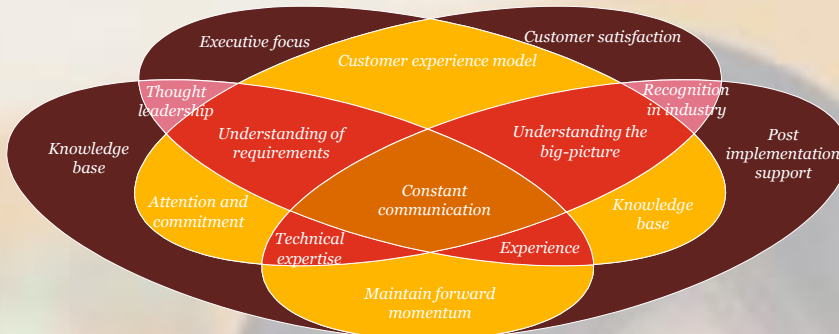 Executive focus
Customer satisfaction
Customer experience model
Thought
leadership
Recognition
in industry
Understanding of
requirements
Understanding the
big-picture
Knowledge
base
Post
implementation
support
Constant
communication
Attention and
commitment
Knowledge
base
Technical
expertise
Experience
Maintain forward
momentum